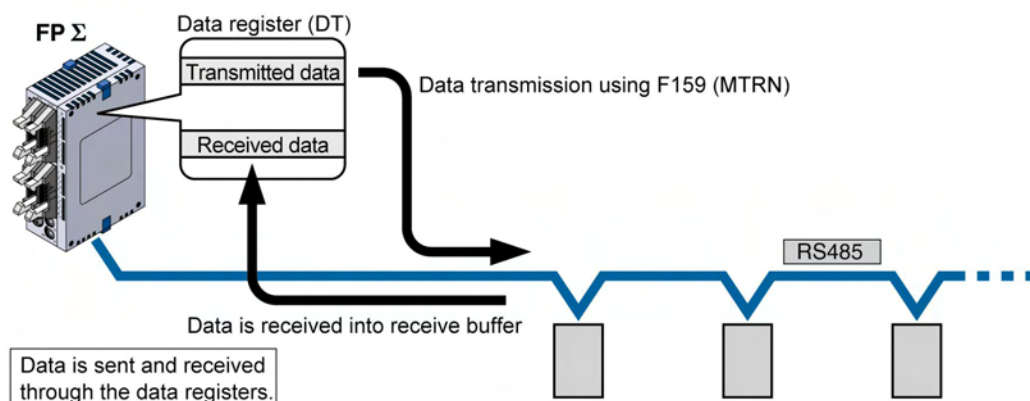 Data register (DT)
FP Σ
Transmitted data
Data transmission using F159 (MTRN)
Received data
RS485
Data is received into receive buffer
Data is sent and received
through the data registers.